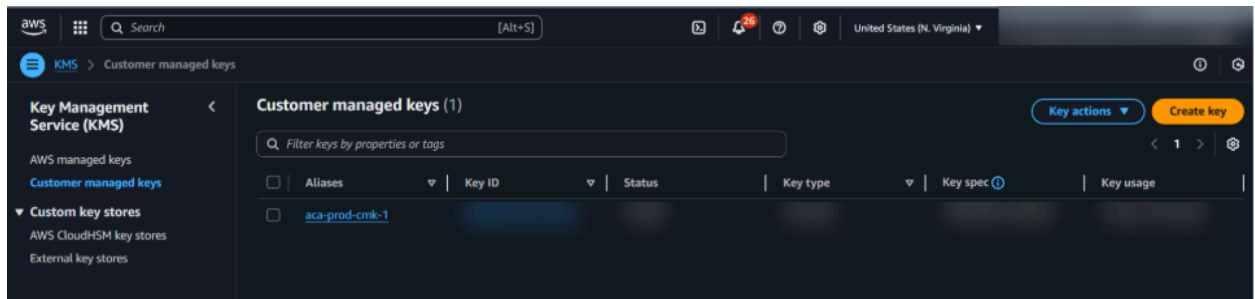 aws Search [Alt+S] 26 United States (N. Virginia) ▼
KMS > Customer managed keys
Key Management
Service (KMS)
AWS managed keys
Customer managed keys
▼ Custom key stores
AWS CloudHSM key stores
External key stores
Customer managed keys (1)
Key actions ▼ Create key
Filter keys by properties or tags
< 1 >
Aliases Key ID Status Key type Key spec Key usage
aca-prod-cmk-1